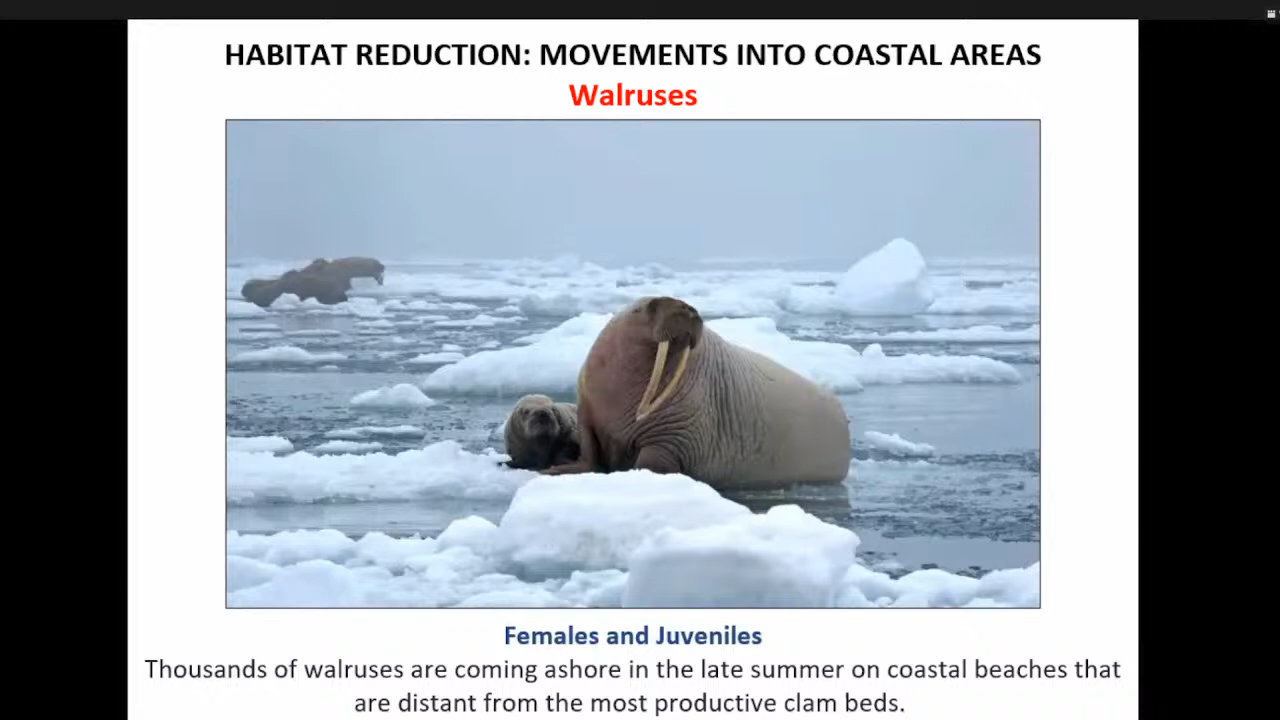 HABITAT REDUCTION: MOVEMENTS INTO COASTAL AREAS
Walruses
Females and Juveniles
Thousands of walruses are coming ashore in the late summer on coastal beaches that
are distant from the most productive clam beds.